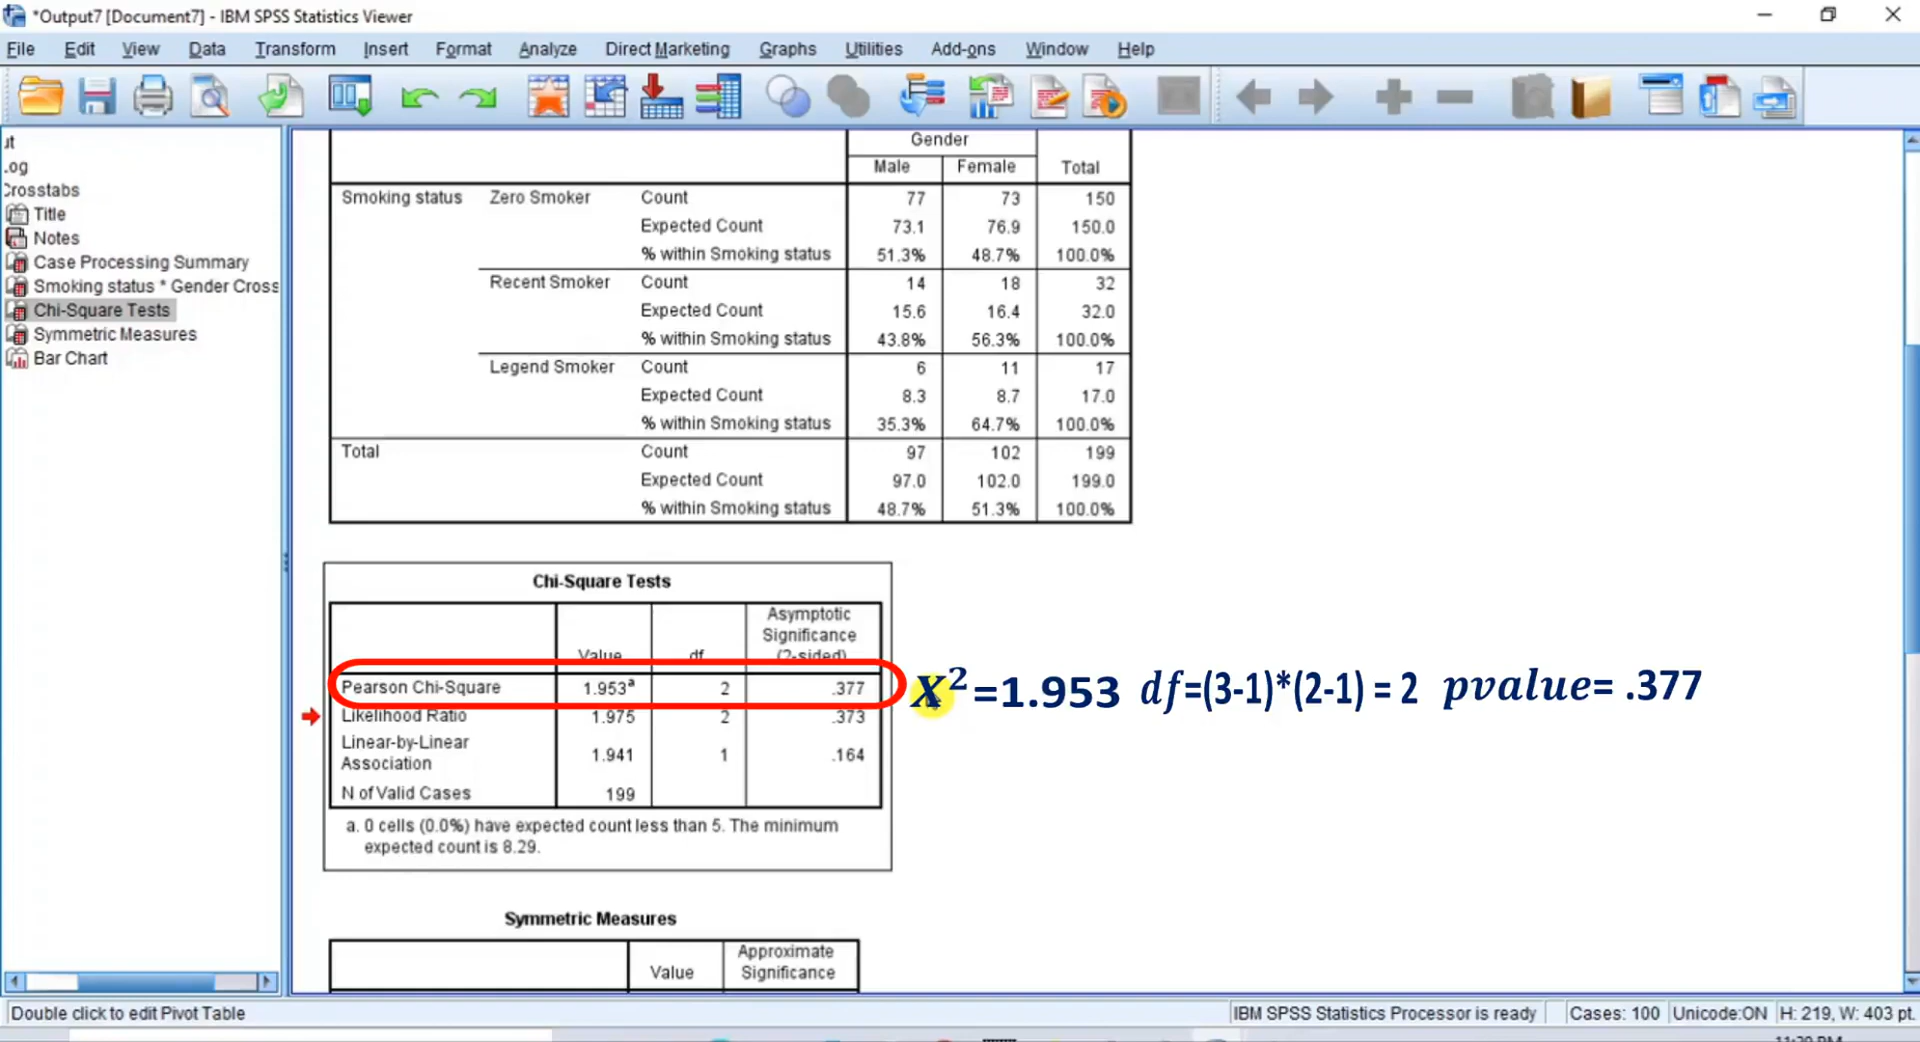 *Output7 [Document7] - IBM SPSS Statistics Viewer
File Edit View Data Transform Insert Format Analyze Direct Marketing Graphs Utilities Add-ons Window Help
ut
Log
Crosstabs
Title
Notes
Case Processing Summary
Smoking status * Gender Cross
Chi-Square Tests
Symmetric Measures
Bar Chart
Gender
Male Female Total
Smoking status Zero Smoker Count 77 73 150
Expected Count 73.1 76.9 150.0
% within Smoking status 51.3% 48.7% 100.0%
Recent Smoker Count 14 18 32
Expected Count 15.6 16.4 32.0
% within Smoking status 43.8% 56.3% 100.0%
Legend Smoker Count 6 11 17
Expected Count 8.3 8.7 17.0
% within Smoking status 35.3% 64.7% 100.0%
Total Count 97 102 199
Expected Count 97.0 102.0 199.0
% within Smoking status 48.7% 51.3% 100.0%
Chi-Square Tests
Value df Asymptotic Significance (2-sided)
Pearson Chi-Square 1.953ª 2 .377
Likelihood Ratio 1.975 2 .373
Linear-by-Linear Association 1.941 1 .164
N of Valid Cases 199
a. 0 cells (0.0%) have expected count less than 5. The minimum
expected count is 8.29.
X²=1.953 df=(3-1)*(2-1) = 2 pvalue= .377
Symmetric Measures
Value Approximate Significance
Double click to edit Pivot Table
IBM SPSS Statistics Processor is ready Cases: 100 Unicode:ON H: 219, W: 403 pt.